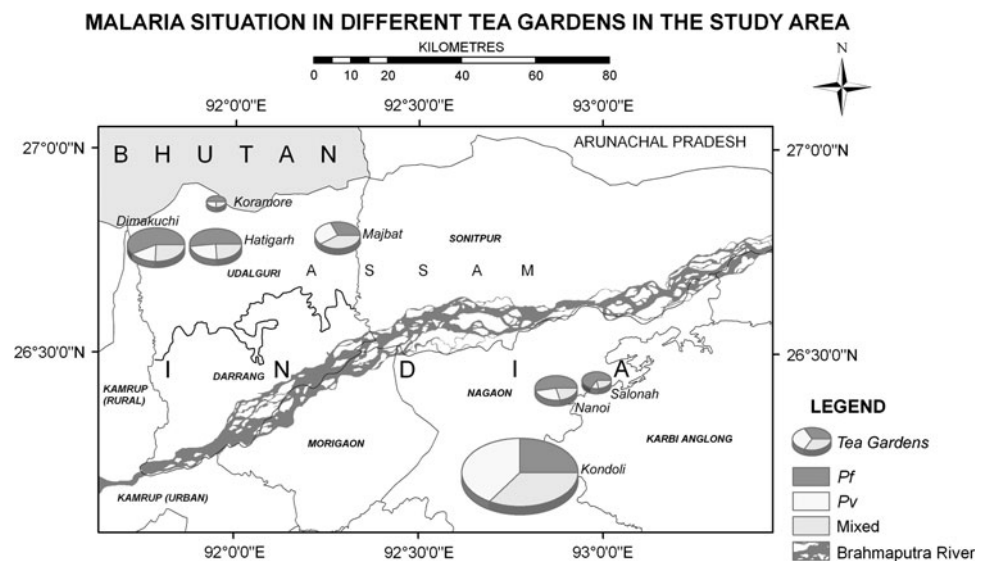 MALARIA SITUATION IN DIFFERENT TEA GARDENS IN THE STUDY AREA
KILOMETRES
0 10 20 40 60 80
N
92°0'0"E 92°30'0"E 93°0'0"E
27°0'0"N 27°0'0"N
BHUTAN
ARUNACHAL PRADESH
Koramore
Dimakuchi
Hatigarh
Majbat
SONITPUR
UDALGURI
ASSAM
26°30'0"N 26°30'0"N
INDIA
DARRANG
KAMRUP
(RURAL)
NAGAON
Salonah
Nanoi
MORIGAON
KARBI ANGLONG
Kondoli
KAMRUP (URBAN)
92°0'0"E 92°30'0"E 93°0'0"E
LEGEND
Tea Gardens
Pf
Pv
Mixed
Brahmaputra River